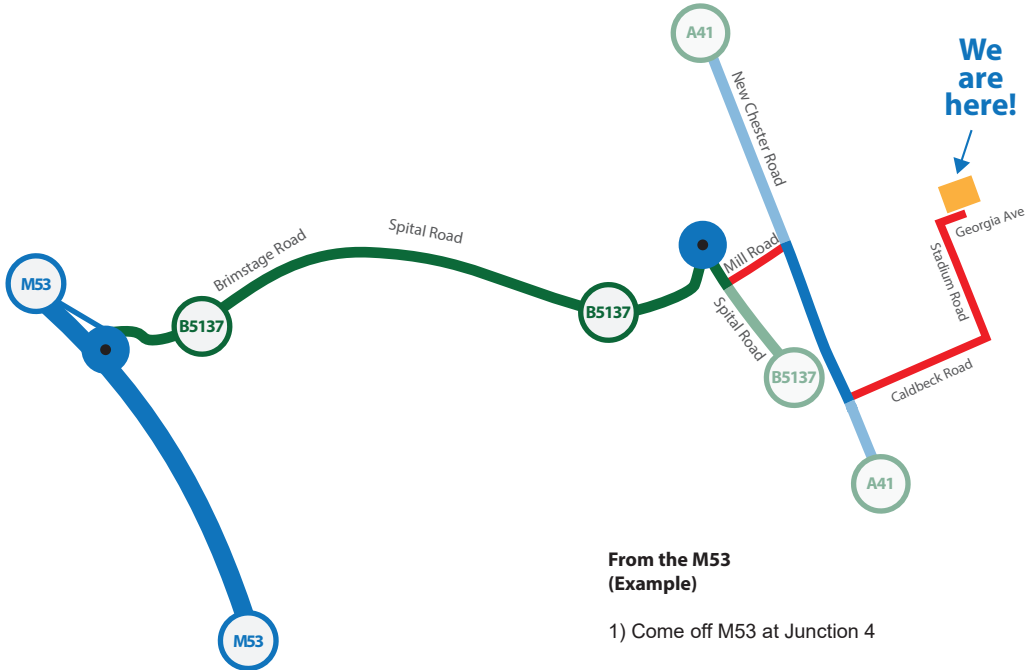 A41
We
are
here!
New Chester Road
Georgia Ave
Stadium Road
Spital Road
Brimstage Road
Mill Road
M53
B5137
B5137
Spital Road
B5137
Caldbeck Road
A41
From the M53
(Example)
1) Come off M53 at Junction 4
M53